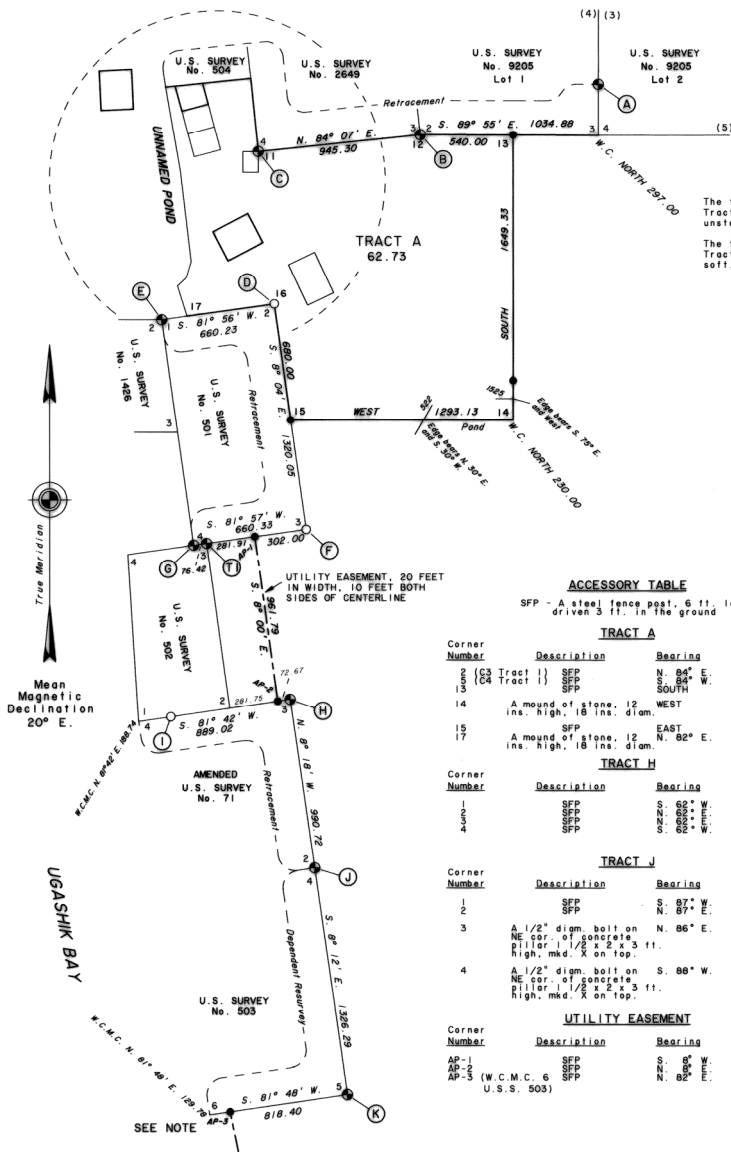 (4) (3)
U.S. SURVEY
No. 504
U.S. SURVEY
No. 2649
U.S. SURVEY
No. 9205
Lot 1
U.S. SURVEY
No. 9205
Lot 2
A
Retracement
N. 84° 07' E.
945.30
4
11
C
3 2
12
B
S. 89° 55' E. 1034.88
540.00
13
3 4
(5)
W.C. NORTH 297.00
UNNAMED POND
TRACT A
62.73
1649.33
SOUTH
The
Tract
unst
The
Tract
soft,
E
D
17
16
2 1
S. 81° 56' W.
660.23
2
U.S. SURVEY
No. 1426
U.S. SURVEY
No. 501
Retracement
680.00
S. 8° 04' E. 1320.05
3
15
WEST
522
1293.13
Pond
Edge bears N. 30° E.
and S. 30° W.
1525
14
Edge bears S. 75° E.
and West
W.C. NORTH 230.00
True Meridian
Mean
Magnetic
Declination
20° E.
S. 81° 57' W.
660.33
3
4
13
281.91
302.00
F
G
76.42
T1
AP-1
UTILITY EASEMENT, 20 FEET
IN WIDTH, 10 FEET BOTH
SIDES OF CENTERLINE
961.79
S. 8° 00' E.
4
U.S. SURVEY
No. 502
72.67
AP-2
281.75
1
4
2
3
1
H
I
S. 81° 42' W.
889.02
W.C.M.C. N. 81°42' E. 188.74
AMENDED
U.S. SURVEY
No. 71
Retracement
N. 8° 18' W. 990.72
2
4
J
UGASHIK BAY
Dependent Resurvey
S. 8° 12' E. 1326.29
U.S. SURVEY
No. 503
W.C.M.C. N. 81° 48' E. 129.78
6
S. 81° 48' W.
818.40
5
K
AP-3
SEE NOTE
ACCESSORY TABLE
SFP - A steel fence post, 6 ft. l
driven 3 ft. in the ground
TRACT A
Corner
Number Description Bearing
2 (C3 Tract 1) SFP N. 84° E.
5 (C4 Tract 1) SFP S. 84° W.
13 SFP SOUTH
14 A mound of stone, 12 WEST
ins. high, 18 ins. diam.
15 SFP EAST
17 A mound of stone, 12 N. 82° E.
ins. high, 18 ins. diam.
TRACT H
Corner
Number Description Bearing
1 SFP S. 62° W.
2 SFP N. 62° E.
3 SFP N. 62° E.
4 SFP S. 62° W.
TRACT J
Corner
Number Description Bearing
1 SFP S. 87° W.
2 SFP N. 87° E.
3 A 1/2" diam. bolt on N. 86° E.
NE cor. of concrete
pillar 1 1/2 x 2 x 3 ft.
high, mkd. X on top.
4 A 1/2" diam. bolt on S. 88° W.
NE cor. of concrete
pillar 1 1/2 x 2 x 3 ft.
high, mkd. X on top.
UTILITY EASEMENT
Corner
Number Description Bearing
AP-1 SFP S. 8° W.
AP-2 SFP N. 8° E.
AP-3 (W.C.M.C. 6 SFP N. 82° E.
U.S.S. 503)